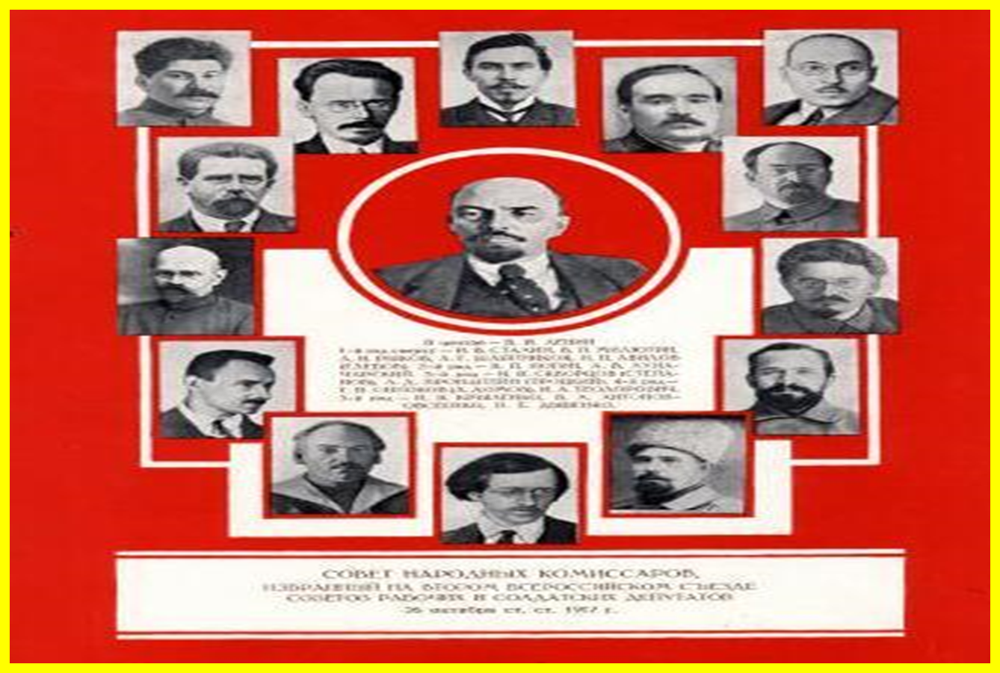 В центре — В. И. ЛЕНИН
1-й ряд сверху — И. В. СТАЛИН, В. П. МИЛЮТИН,
А. И. РЫКОВ, А. Г. ШЛЯПНИКОВ, Н. П. АВИЛОВ
(ГЛЕБОВ), 2-й ряд — В. П. НОГИН, А. В. ЛУНА-
ЧАРСКИЙ, 3-й ряд — И. И. СКВОРЦОВ (СТЕПА-
НОВ), Л. Д. БРОНШТЕЙН (ТРОЦКИЙ), 4-й ряд —
Г. И. ОППОКОВ (А. ЛОМОВ), И. А. ТЕОДОРОВИЧ,
5-й ряд — Н. В. КРЫЛЕНКО, В. А. АНТОНОВ-
ОВСЕЕНКО, П. Е. ДЫБЕНКО.
СОВЕТ НАРОДНЫХ КОМИССАРОВ,
ИЗБРАННЫЙ НА ВТОРОМ ВСЕРОССИЙСКОМ СЪЕЗДЕ
СОВЕТОВ РАБОЧИХ И СОЛДАТСКИХ ДЕПУТАТОВ
26 октября ст. ст. 1917 г.